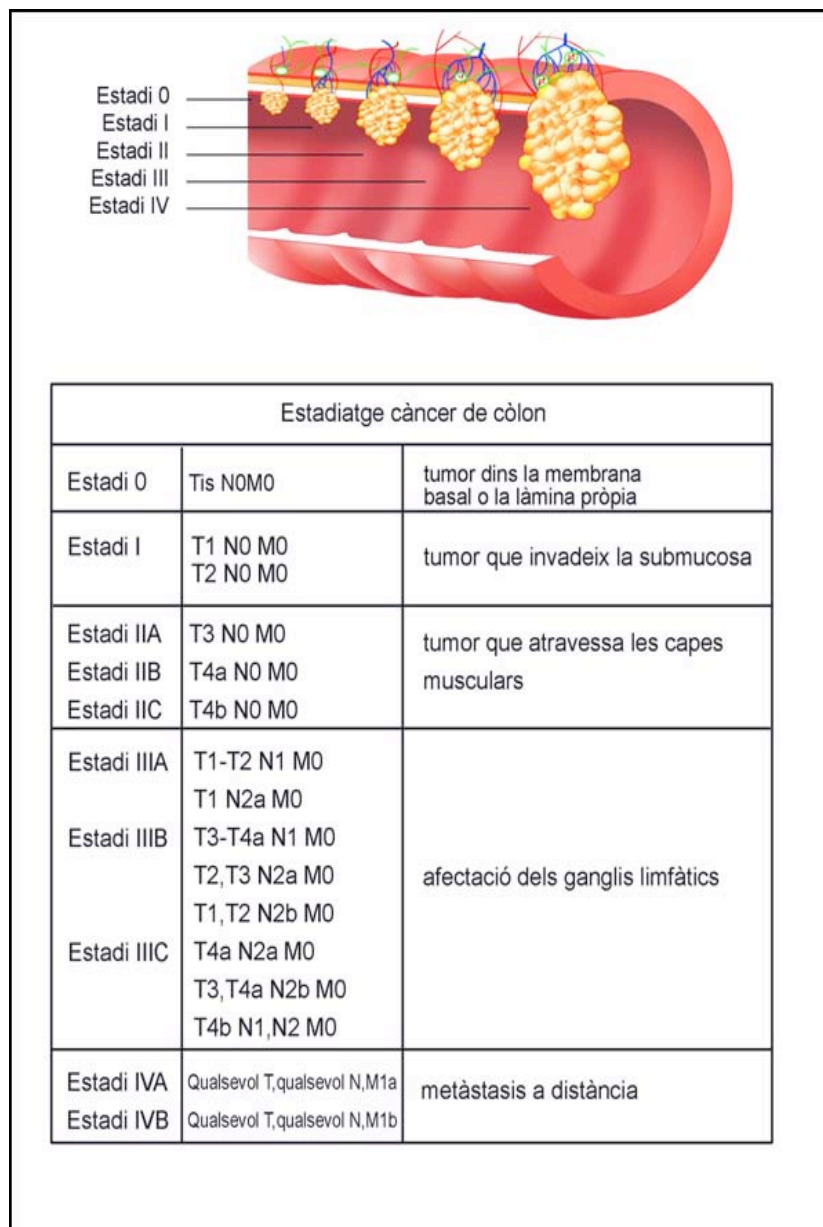 Estadi 0
Estadi I
Estadi II
Estadi III
Estadi IV
Estadiatge càncer de còlon
Estadi 0 Tis N0M0 tumor dins la membrana
basal o la làmina pròpia
Estadi I T1 N0 M0
T2 N0 M0
tumor que invadeix la submucosa
Estadi IIA T3 N0 M0
Estadi IIB T4a N0 M0
Estadi IIC T4b N0 M0
tumor que atravessa les capes
musculars
Estadi IIIA T1-T2 N1 M0
T1 N2a M0
Estadi IIIB T3-T4a N1 M0
T2,T3 N2a M0
T1,T2 N2b M0
Estadi IIIC T4a N2a M0
T3,T4a N2b M0
T4b N1,N2 M0
afectació dels ganglis limfàtics
Estadi IVA Qualsevol T,qualsevol N,M1a
Estadi IVB Qualsevol T,qualsevol N,M1b
metàstasis a distància